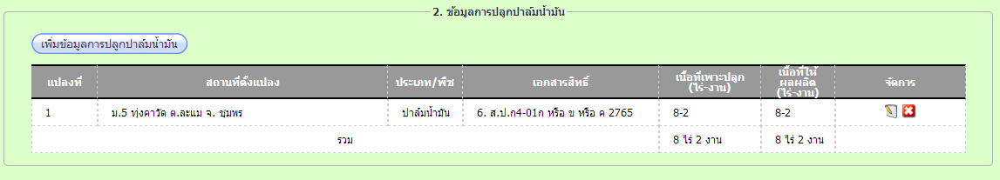 2. ข้อมูลการปลูกปาล์มน้ำมัน
เพิ่มข้อมูลการปลูกปาล์มน้ำมัน
แปลงที่ สถานที่ตั้งแปลง ประเภท/พืช เอกสารสิทธิ์ เนื้อที่เพาะปลูก (ไร่-งาน) เนื้อที่ให้ผลผลิต (ไร่-งาน) จัดการ
1 ม.5 ทุ่งคาวัด ต.ละแม จ. ชุมพร ปาล์มน้ำมัน 6. ส.ป.ก4-01ก หรือ ข หรือ ค 2765 8-2 8-2
รวม 8 ไร่ 2 งาน 8 ไร่ 2 งาน